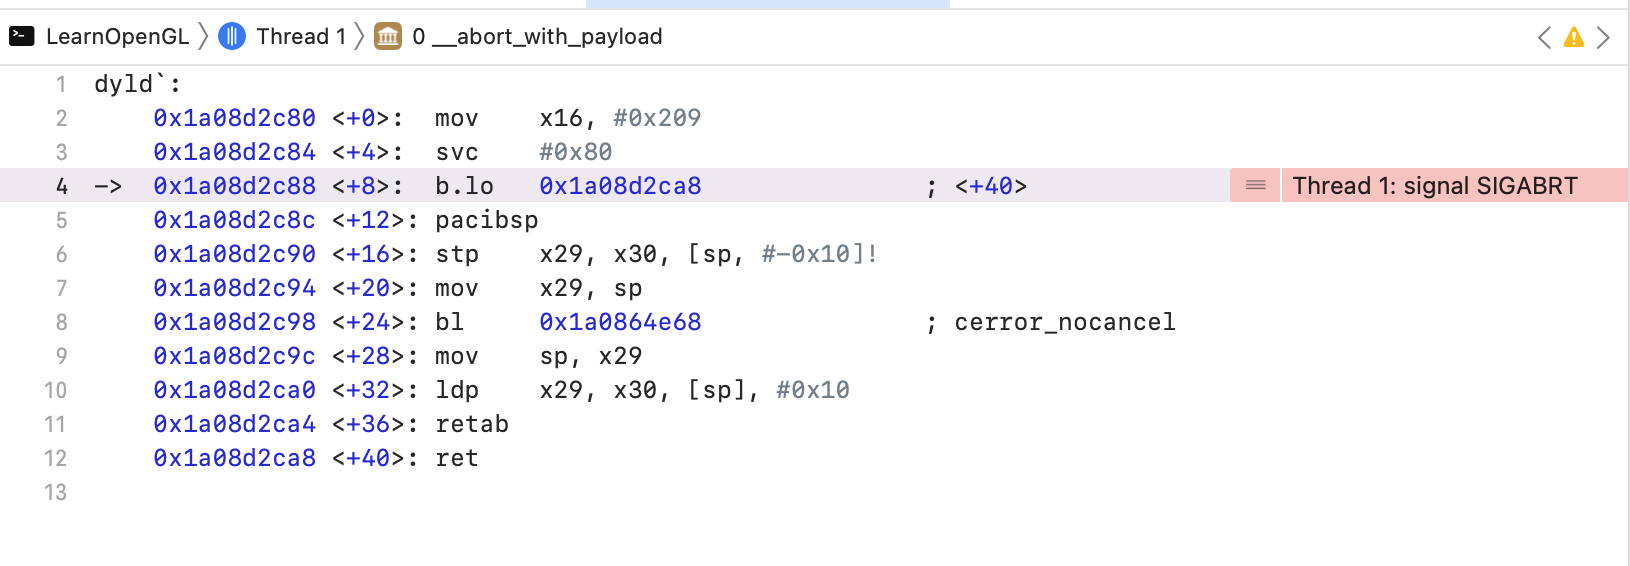 LearnOpenGL 〉 Thread 1 〉 0 __abort_with_payload
1 dyld`:
2 0x1a08d2c80 <+0>: mov x16, #0x209
3 0x1a08d2c84 <+4>: svc #0x80
4 -> 0x1a08d2c88 <+8>: b.lo 0x1a08d2ca8 ; <+40> Thread 1: signal SIGABRT
5 0x1a08d2c8c <+12>: pacibsp
6 0x1a08d2c90 <+16>: stp x29, x30, [sp, #-0x10]!
7 0x1a08d2c94 <+20>: mov x29, sp
8 0x1a08d2c98 <+24>: bl 0x1a0864e68 ; cerror_nocancel
9 0x1a08d2c9c <+28>: mov sp, x29
10 0x1a08d2ca0 <+32>: ldp x29, x30, [sp], #0x10
11 0x1a08d2ca4 <+36>: retab
12 0x1a08d2ca8 <+40>: ret
13